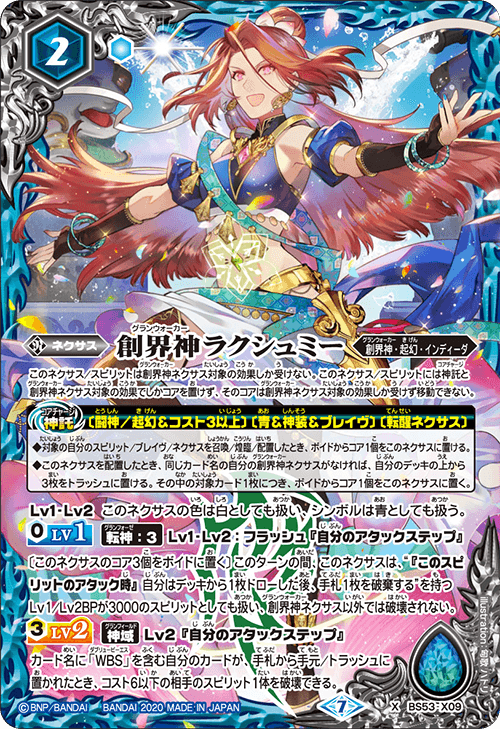 2
グランウォーカー
ネクサス
創界神ラクシュミー
グランウォーカー きげん
創界神・起幻・インディーダ
このネクサス/スピリットは創界神ネクサス対象の効果しか受けない。このネクサス/スピリットには神託と
創界神ネクサス対象の効果でしかコアを置けず、そのコアは創界神ネクサス対象の効果でしか移動できない。
コアチャージ
神託 〔闘神/起幻&コスト3以上〕〔青&神装&ブレイヴ〕〔転醒ネクサス〕
◆対象の自分のスピリット/ブレイヴ/ネクサスを召喚/煌臨/配置したとき、ボイドからコア1個をこのネクサスに置ける。
◆このネクサスを配置したとき、同じカード名の自分の創界神ネクサスがなければ、自分のデッキの上から
3枚をトラッシュに置ける。その中の対象カード1枚につき、ボイドからコア1個をこのネクサスに置く。
Lv1・Lv2 このネクサスの色は白としても扱い、シンボルは青としても扱う。
0 LV1 転神:3 Lv1・Lv2:フラッシュ『自分のアタックステップ』
〔このネクサスのコア3個をボイドに置く〕このターンの間、このネクサスは、『このス
ピリットのアタック時』自分はデッキから1枚ドローした後、手札1枚を破棄する"を持つ
Lv1/Lv2BPが3000のスピリットとしても扱い、創界神ネクサス以外では破壊されない。
3 LV2 神域 Lv2『自分のアタックステップ』
カード名に「WBS」を含む自分のカードが、手札から手元/トラッシュに
置かれたとき、コスト6以下の相手のスピリット1体を破壊できる。
©BNP/BANDAI BANDAI 2020 MADE IN JAPAN
7
X BS53-X09